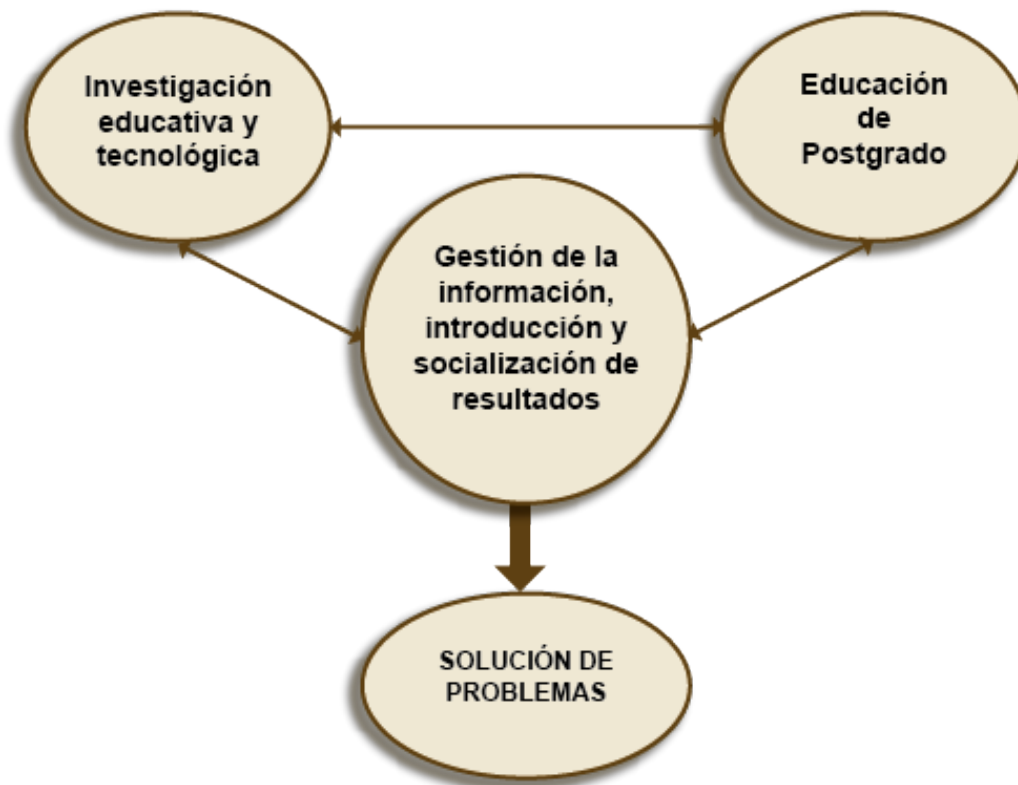 Investigación
educativa y
tecnológica
Educación
de
Postgrado
Gestión de la
información,
introducción y
socialización de
resultados
SOLUCIÓN DE
PROBLEMAS